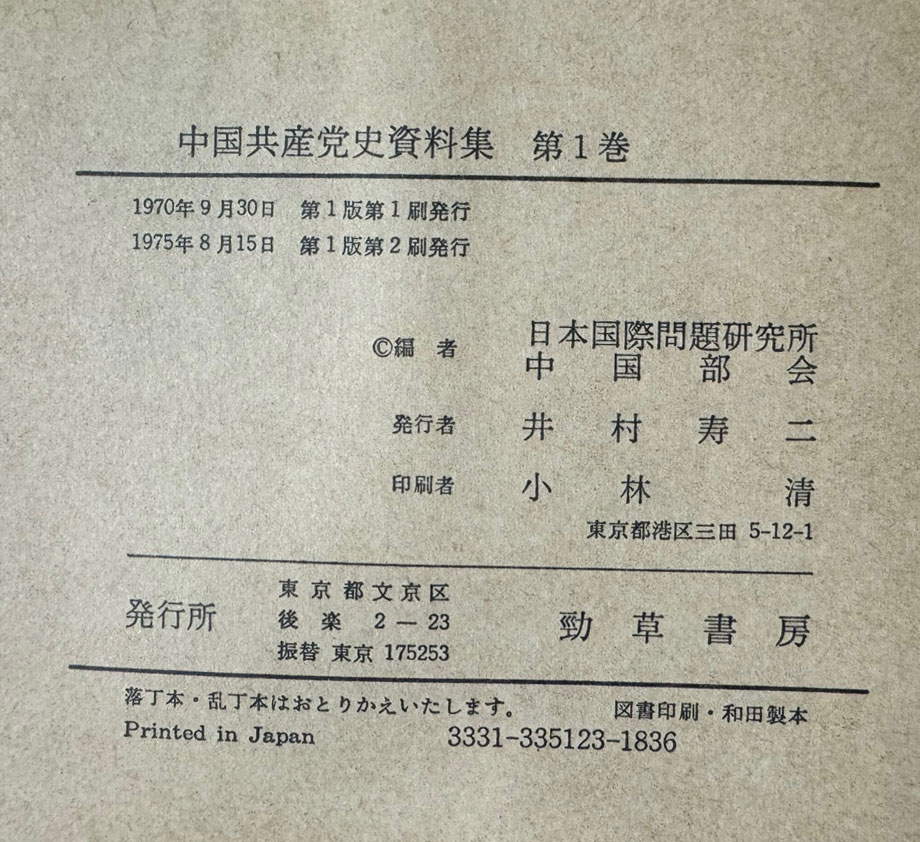 中国共産党史資料集　第1巻
1970年9月30日　第1版第1刷発行
1975年8月15日　第1版第2刷発行
©編　者　日本国際問題研究所
中国部会
発行者　井村寿二
印刷者　小林　清
東京都港区三田 5-12-1
発行所　東京都文京区
後楽 2—23
振替 東京 175253
勁草書房
落丁本・乱丁本はおとりかえいたします。　図書印刷・和田製本
Printed in Japan　3331-335123-1836